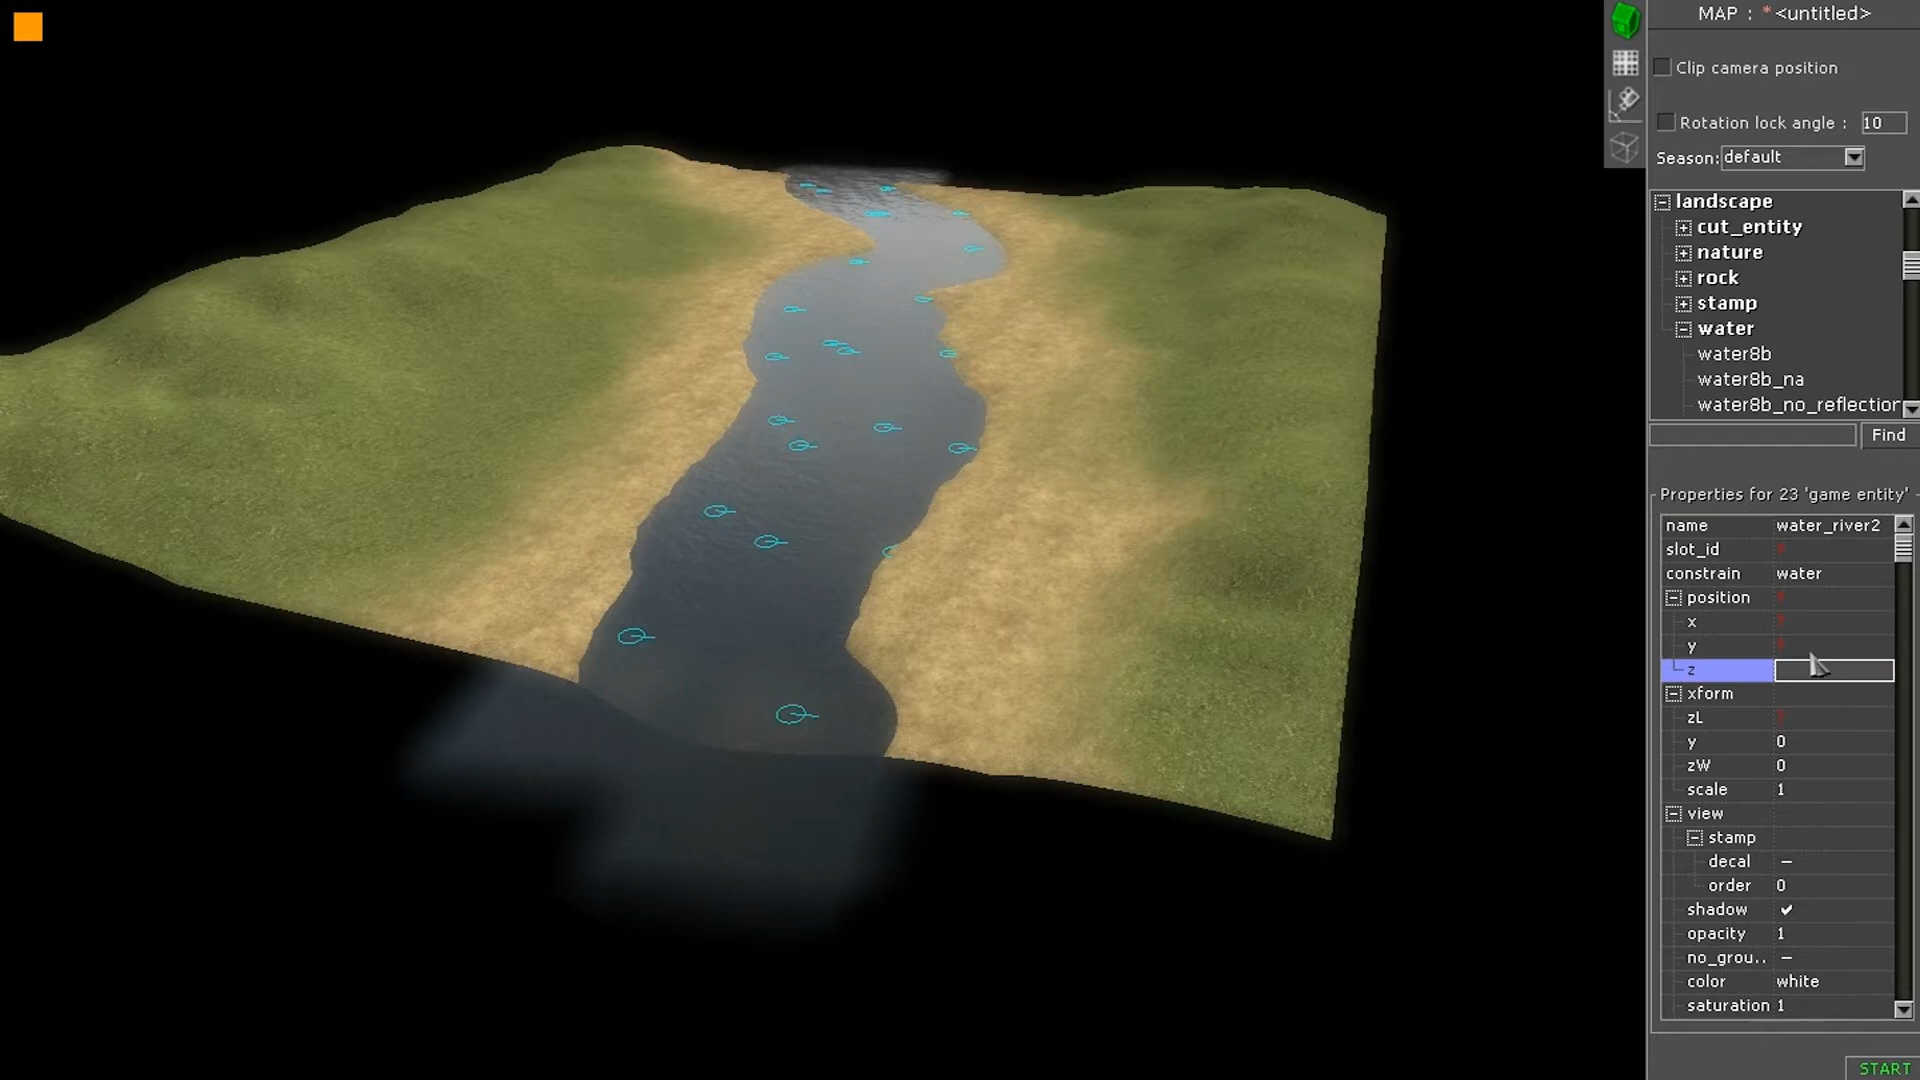 MAP : *<untitled>
Clip camera position
Rotation lock angle : 10
Season: default
landscape
cut_entity
nature
rock
stamp
water
water8b
water8b_na
water8b_no_reflection
Find
Properties for 23 'game entity'
name water_river2
slot_id ?
constrain water
position ?
x ?
y ?
z
xform
zL ?
y 0
zW 0
scale 1
view
stamp
decal –
order 0
shadow ✓
opacity 1
no_grou.. –
color white
saturation 1
START